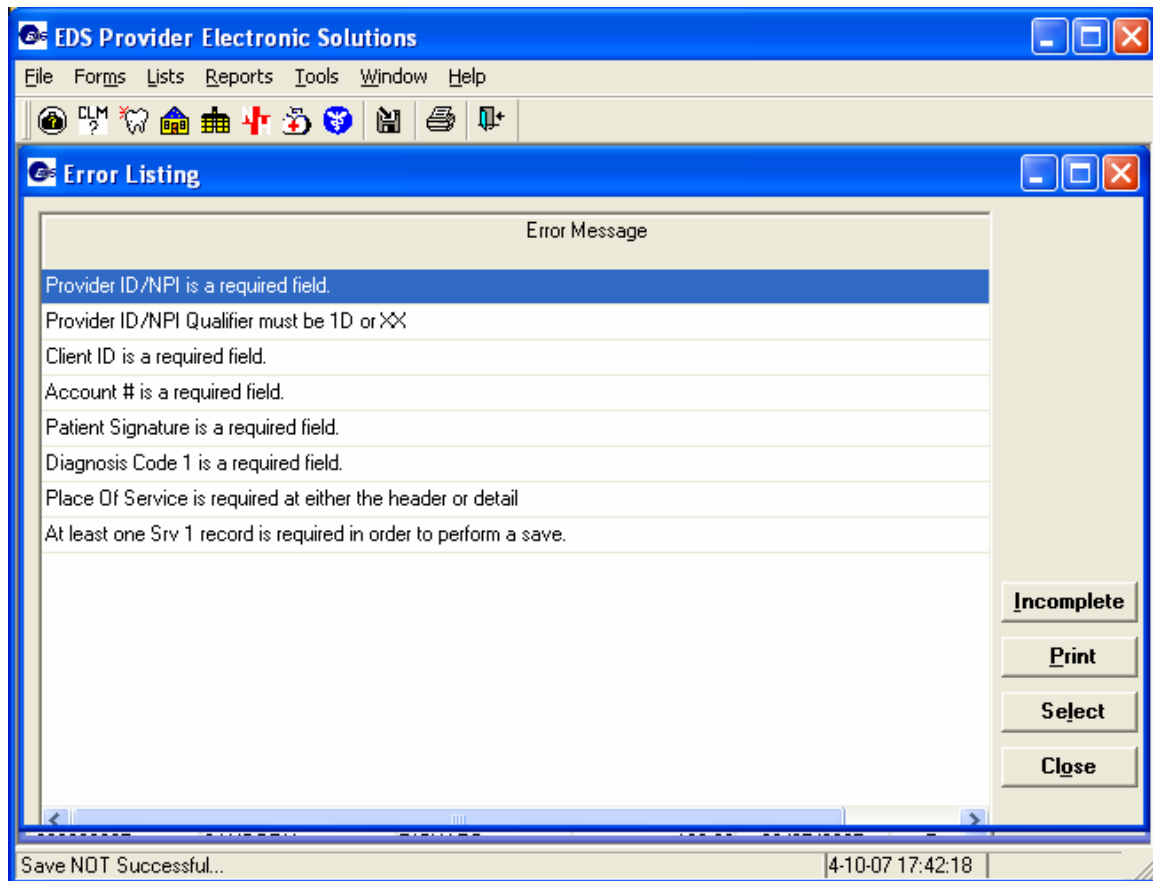 EDS Provider Electronic Solutions
File Forms Lists Reports Tools Window Help
CLM
?
Error Listing
Error Message
Provider ID/NPI is a required field.
Provider ID/NPI Qualifier must be 1D or XX
Client ID is a required field.
Account # is a required field.
Patient Signature is a required field.
Diagnosis Code 1 is a required field.
Place Of Service is required at either the header or detail
At least one Srv 1 record is required in order to perform a save.
Incomplete
Print
Select
Close
Save NOT Successful...
4-10-07 17:42:18